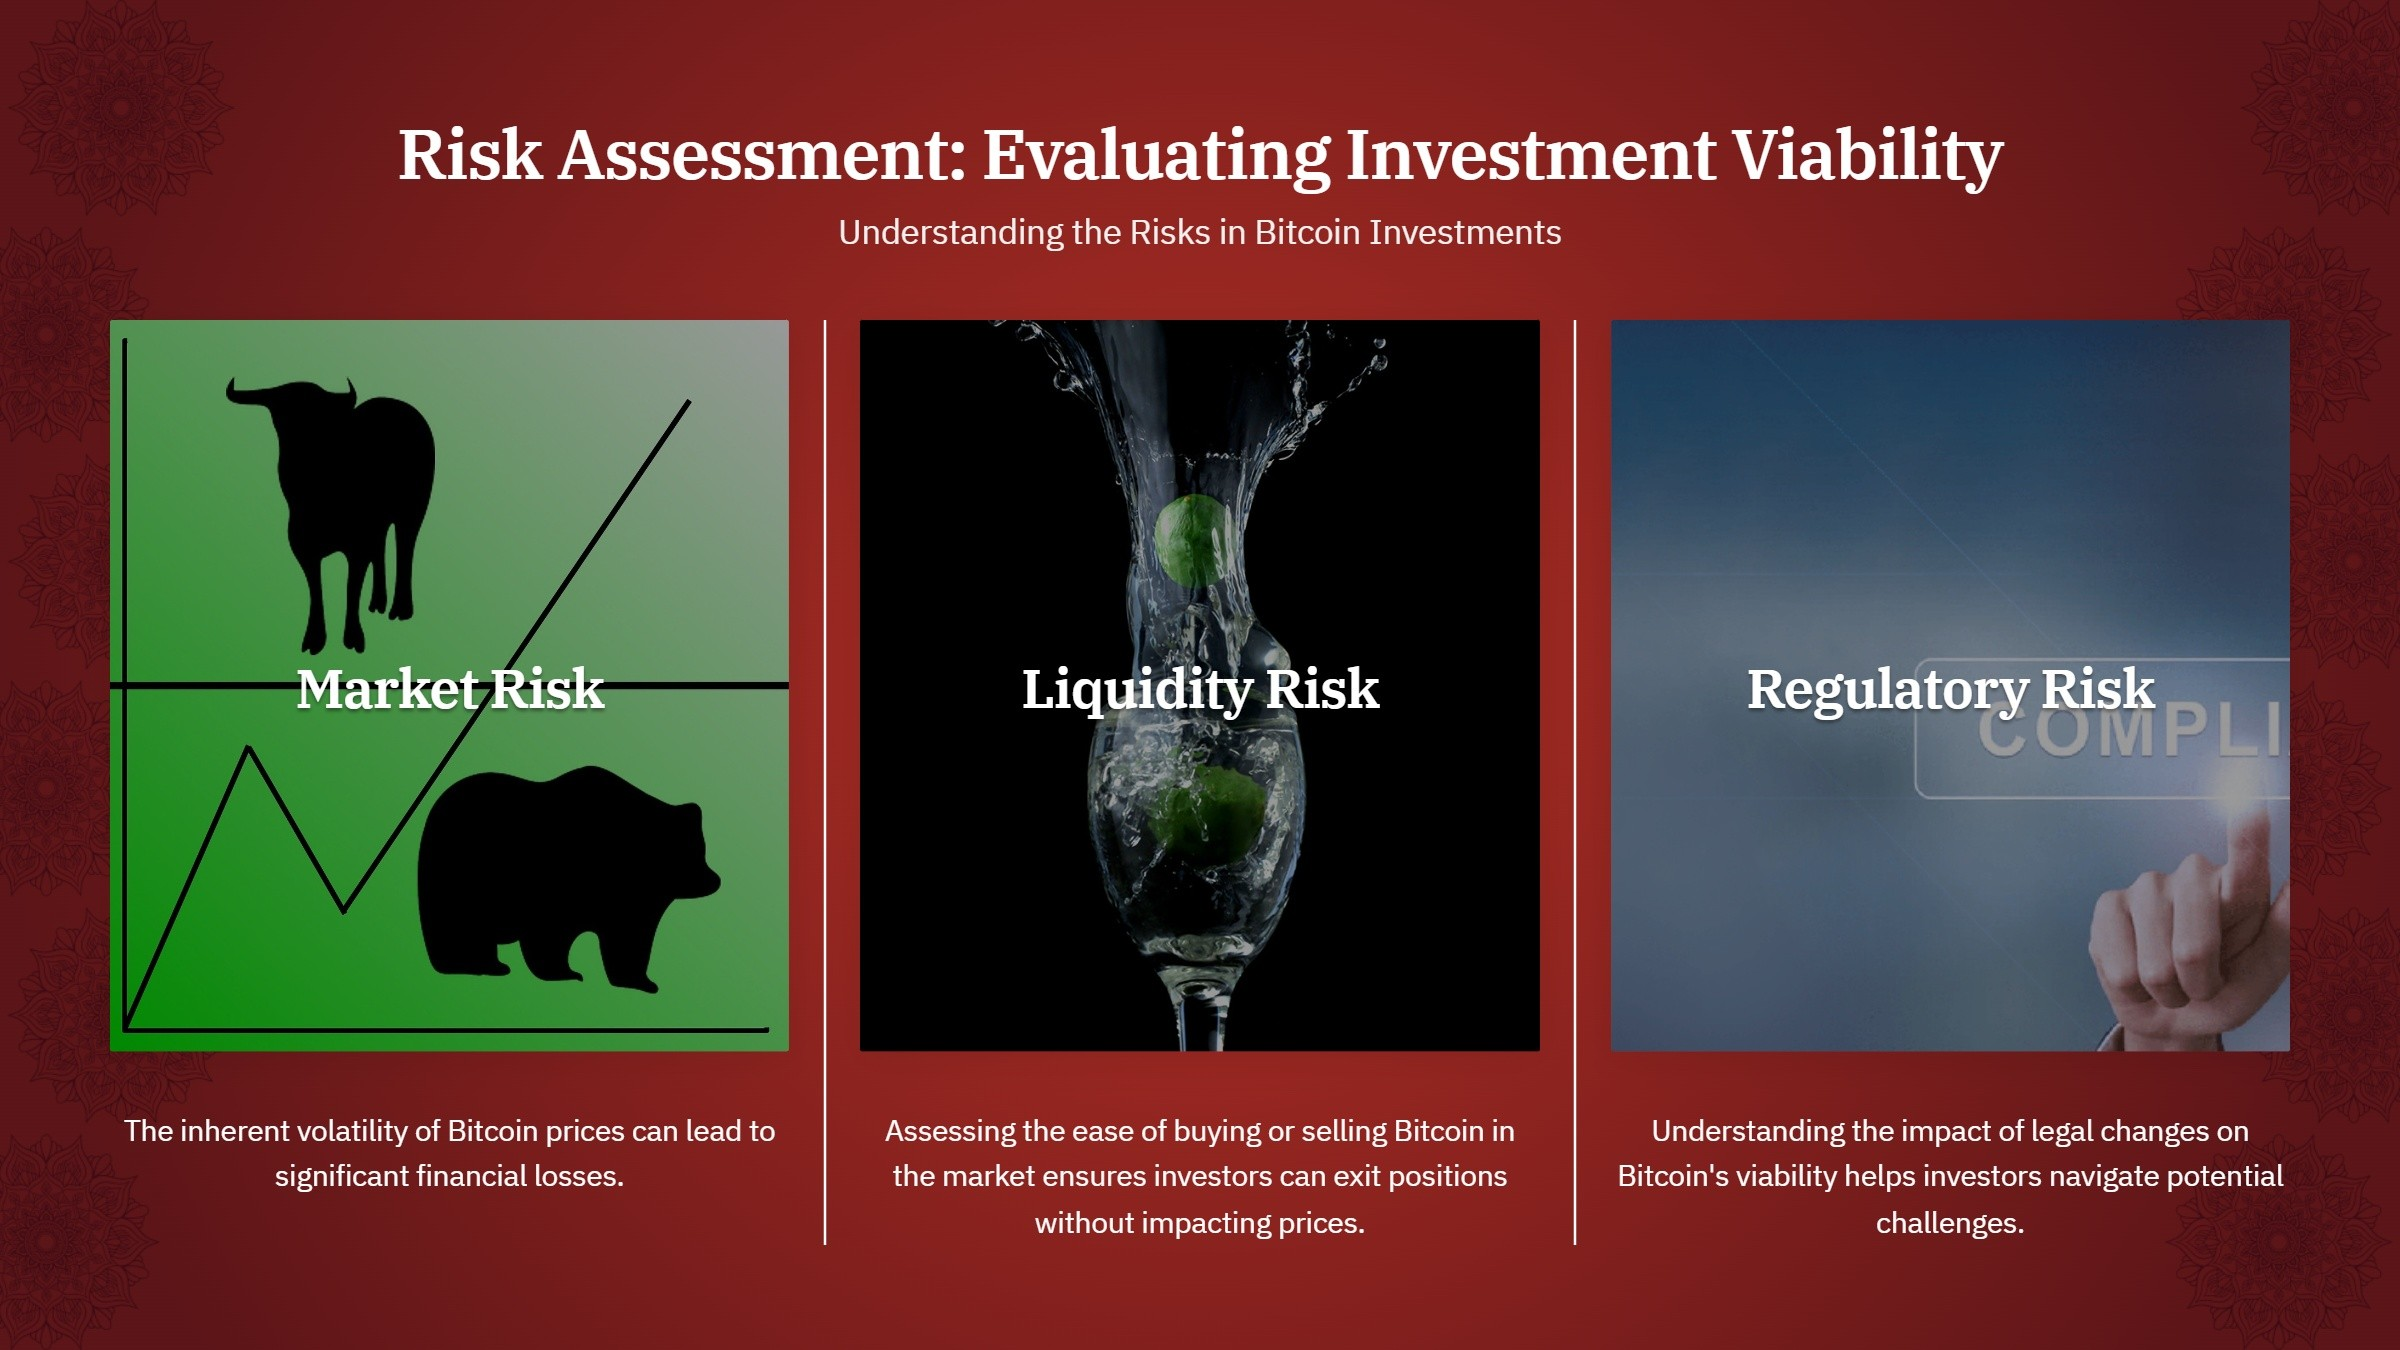 Risk Assessment: Evaluating Investment Viability
Understanding the Risks in Bitcoin Investments
Market Risk
Liquidity Risk
Regulatory Risk
COMPLI
The inherent volatility of Bitcoin prices can lead to
significant financial losses.
Assessing the ease of buying or selling Bitcoin in
the market ensures investors can exit positions
without impacting prices.
Understanding the impact of legal changes on
Bitcoin's viability helps investors navigate potential
challenges.